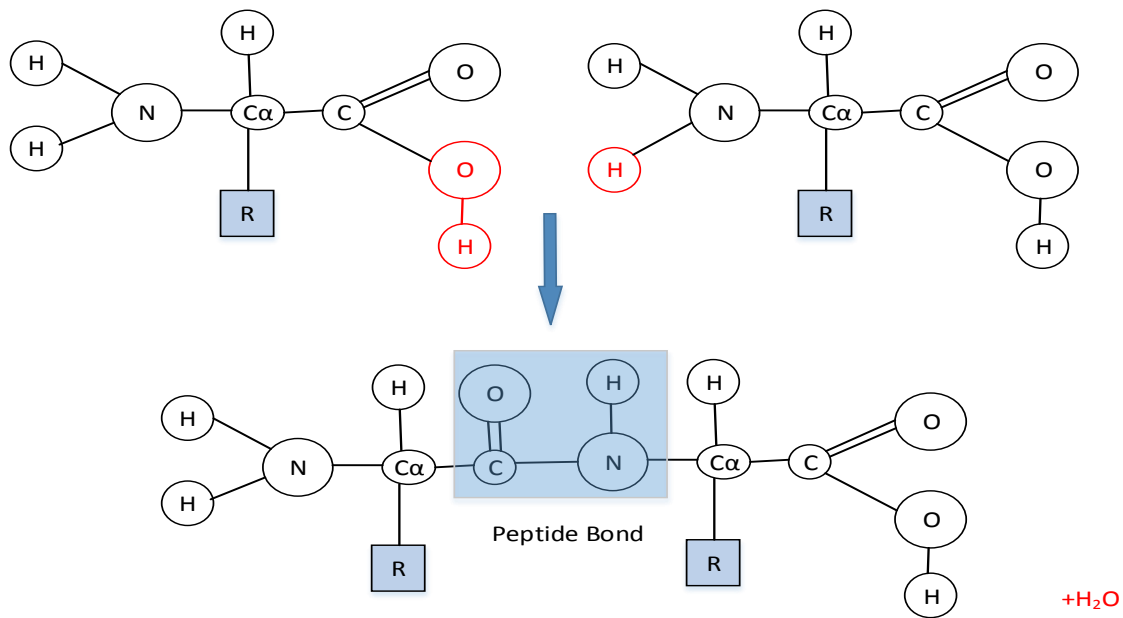 H H
H O H O
N Cα C N Cα C
H O H O
R H R H
O H
H H H O
N Cα C N Cα C
H O
Peptide Bond
R R
H
+H₂O